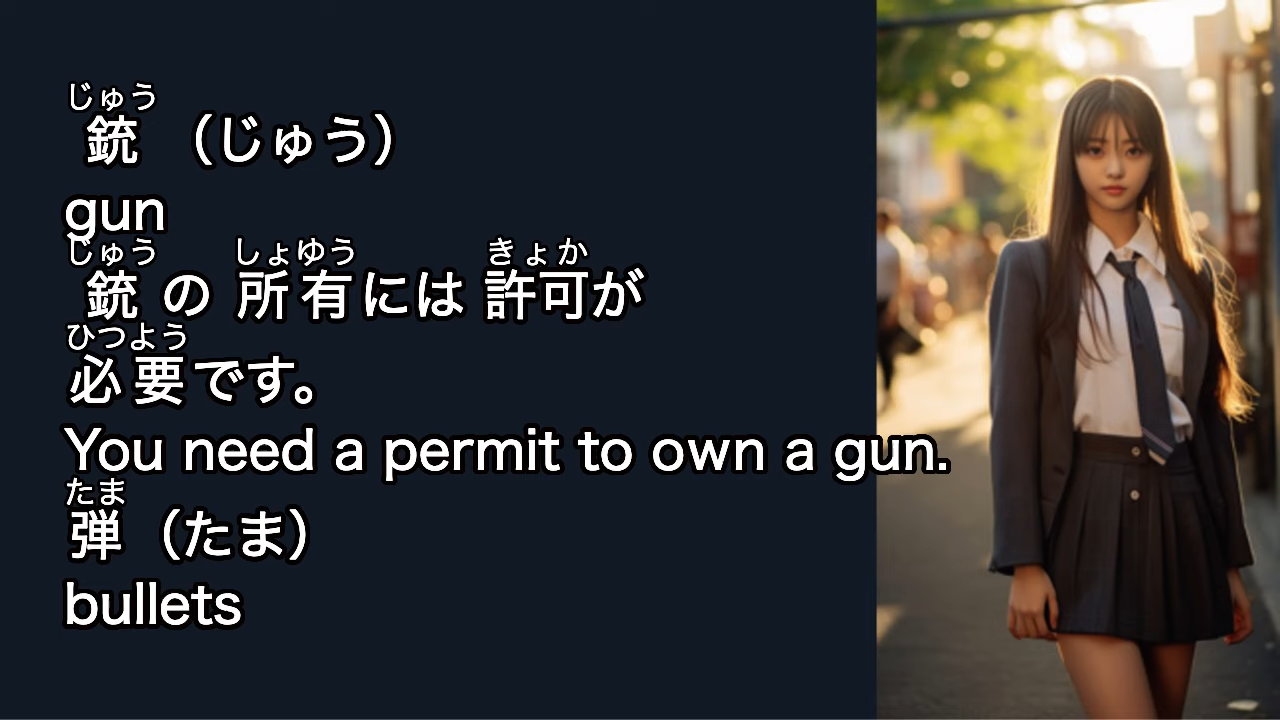 じゅう
銃 （じゅう）
gun
じゅう しょゆう きょか
銃の所有には許可が
ひつよう
必要です。
You need a permit to own a gun.
たま
弾（たま）
bullets